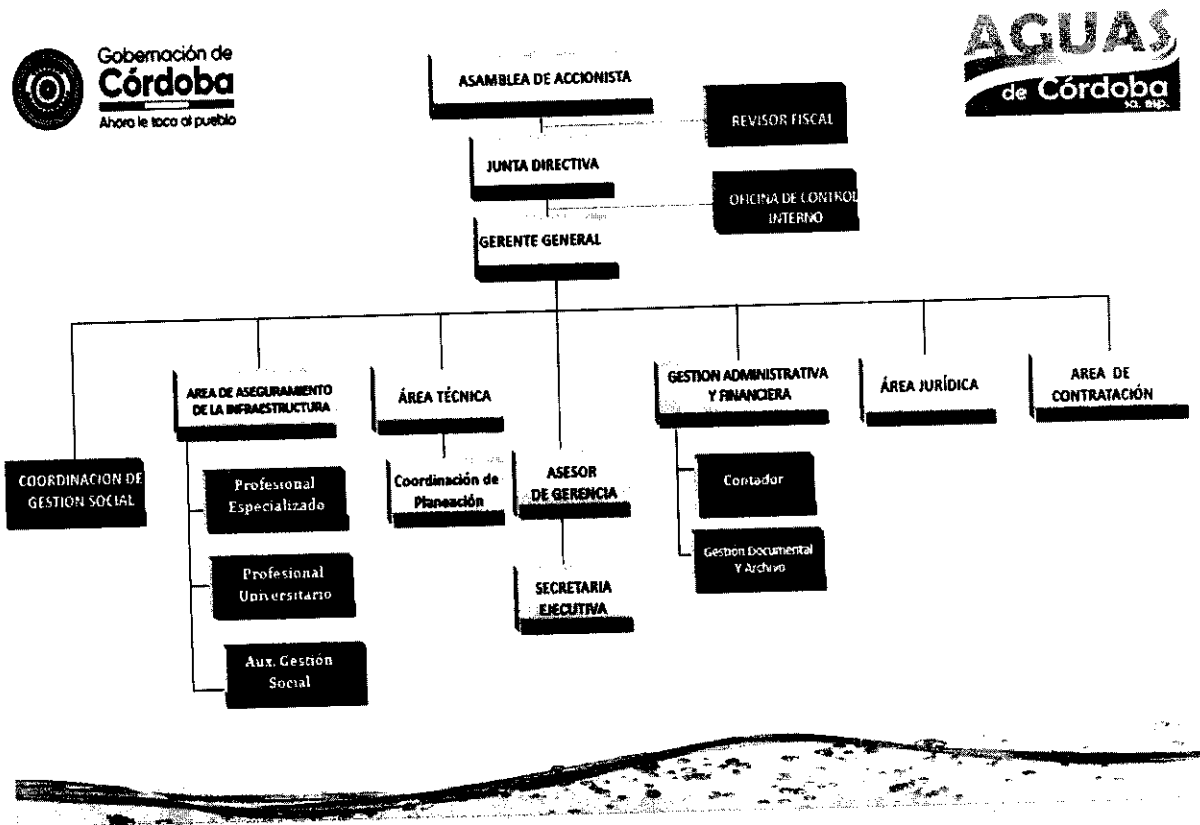 Gobernación de
Córdoba
Ahora le toca al pueblo
AGUAS
de Córdoba
sa. esp.
ASAMBLEA DE ACCIONISTA
REVISOR FISCAL
JUNTA DIRECTIVA
OFICINA DE CONTROL
INTERNO
GERENTE GENERAL
AREA DE ASEGURAMIENTO
DE LA INFRAESTRUCTURA
ÁREA TÉCNICA
GESTION ADMINISTRATIVA
Y FINANCIERA
ÁREA JURÍDICA
AREA DE
CONTRATACIÓN
COORDINACION DE
GESTION SOCIAL
Profesional
Especializado
Coordinación de
Planeación
ASESOR
DE GERENCIA
Contador
Profesional
Universitario
Gestion Documental
Y Archivo
SECRETARIA
EJECUTIVA
Aux. Gestión
Social